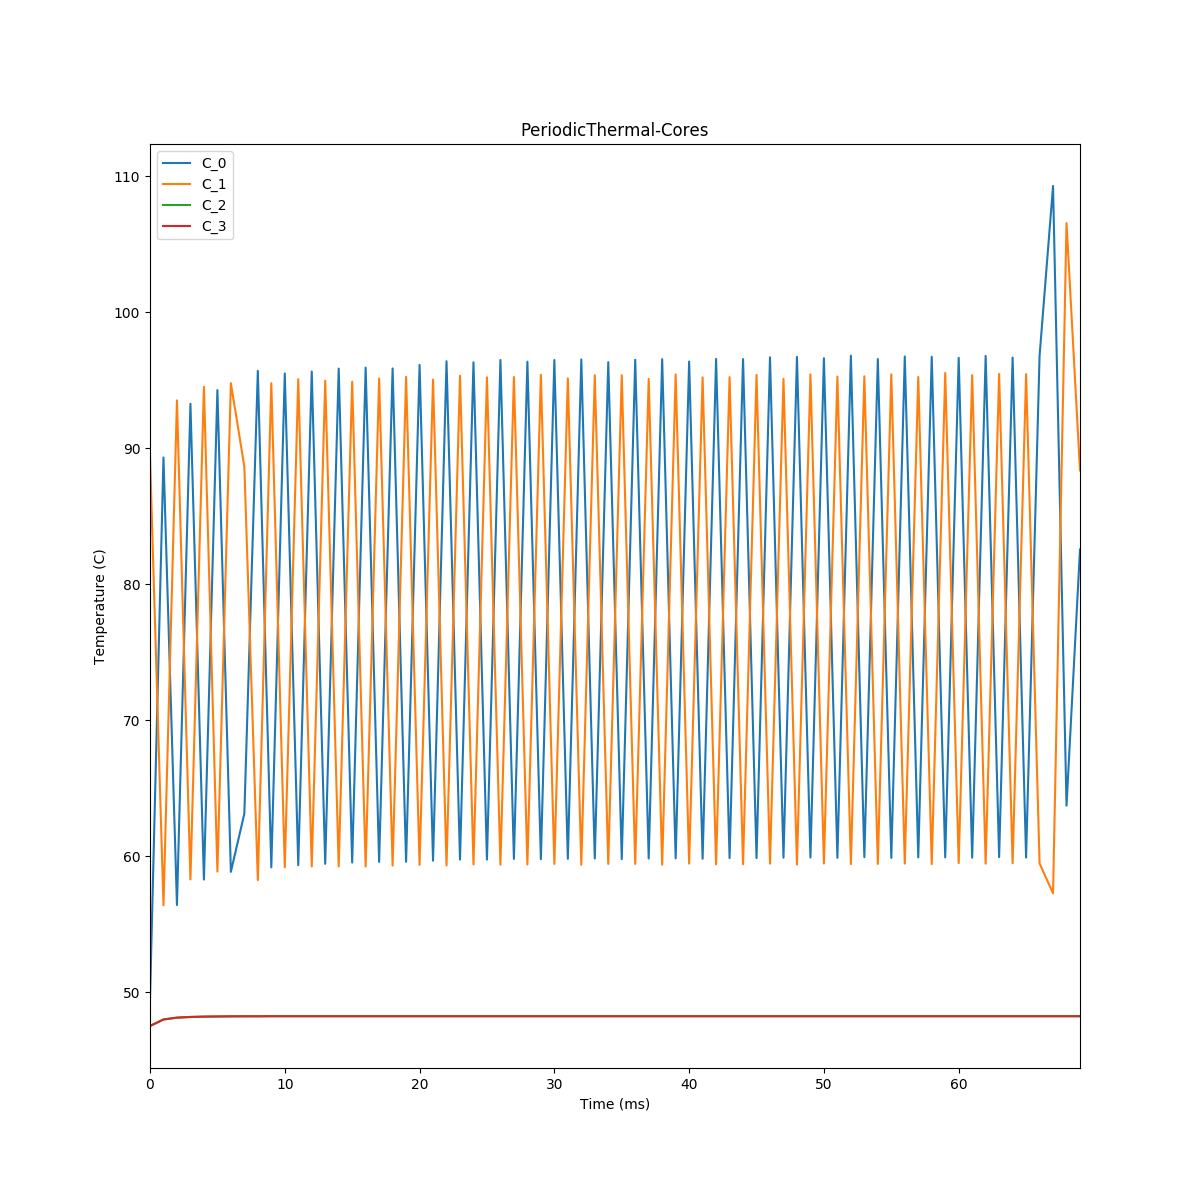 PeriodicThermal-Cores
C_0
C_1
C_2
C_3
110
100
90
80
70
60
50
Temperature (C)
0 10 20 30 40 50 60
Time (ms)